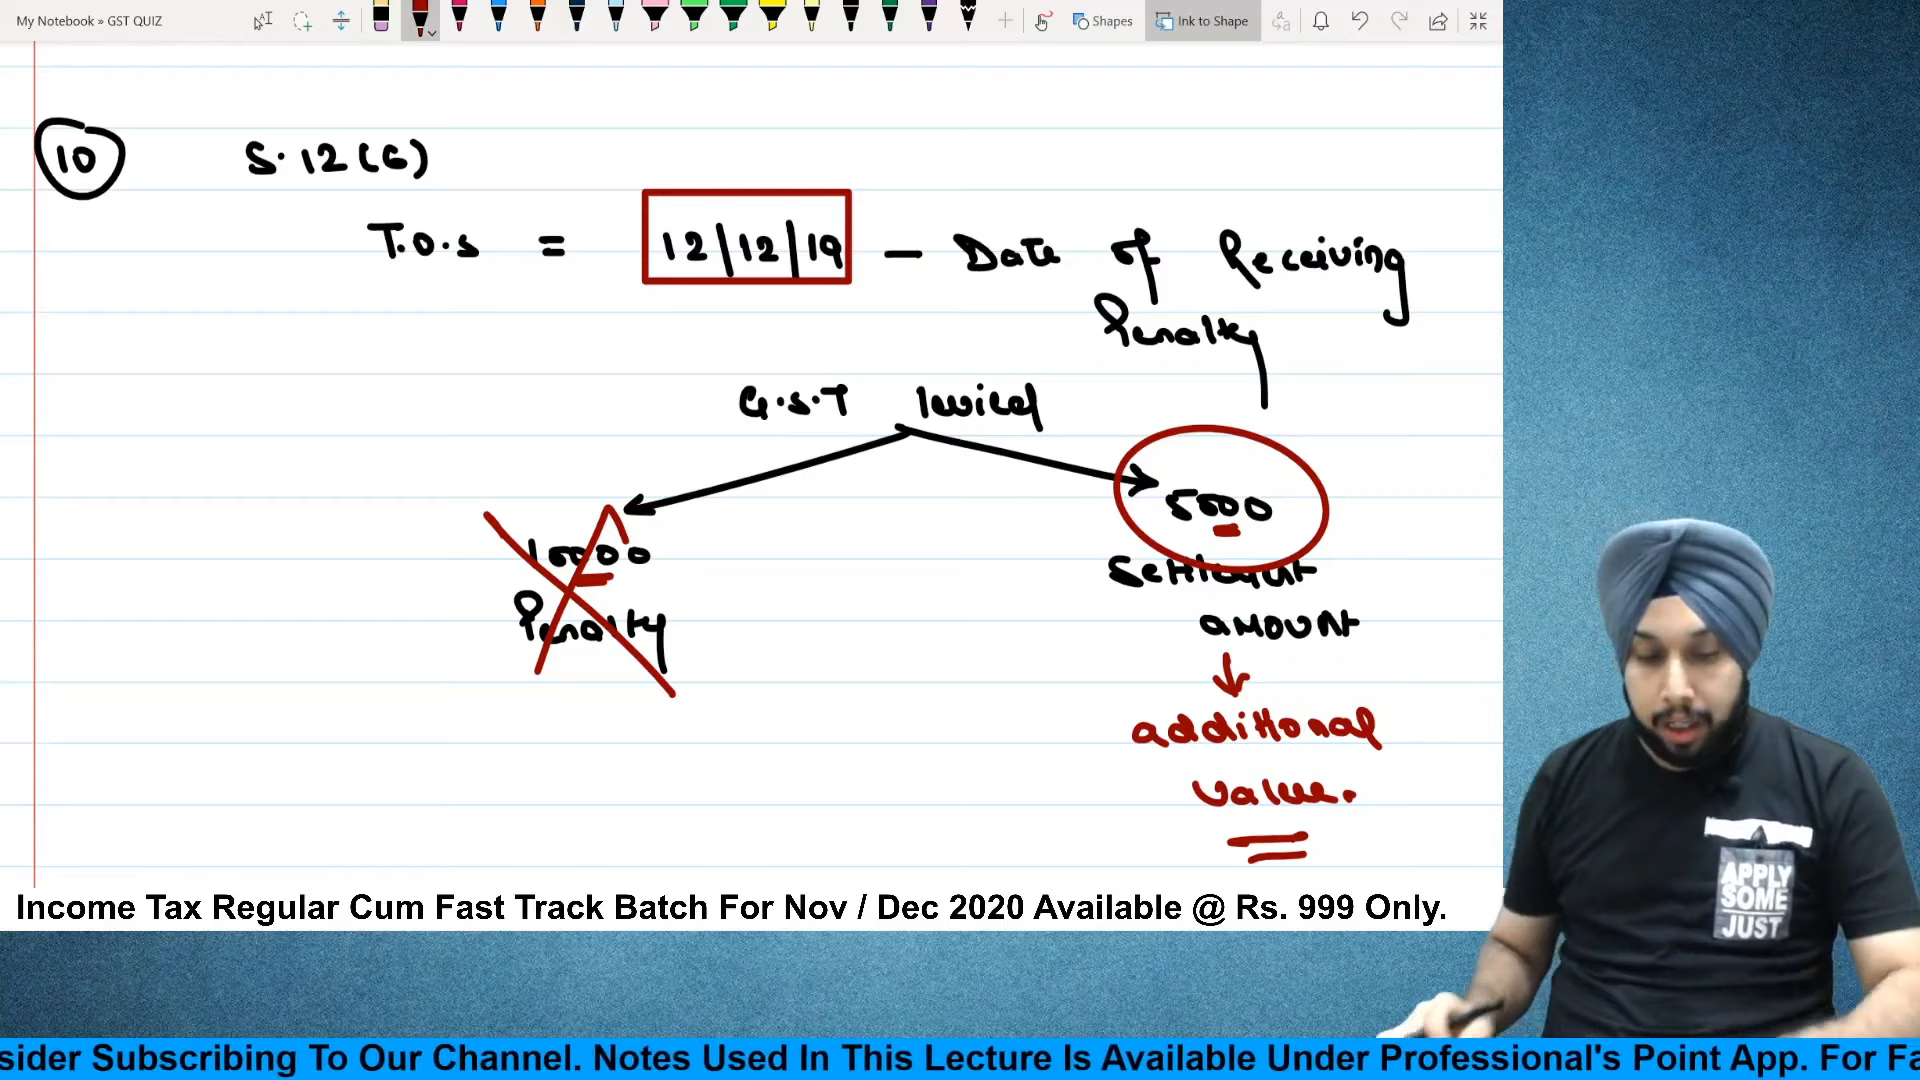 My Notebook » GST QUIZ
Shapes
Ink to Shape
10
S. 12 (6)
T.O.S = 12/12/19 — Date of Receiving
Penalty
G.S.T levied
10000
Penalty
5000
Settlement
amount
additional
value.
APPLY
SOME
JUST
Income Tax Regular Cum Fast Track Batch For Nov / Dec 2020 Available @ Rs. 999 Only.
sider Subscribing To Our Channel. Notes Used In This Lecture Is Available Under Professional's Point App. For Fa